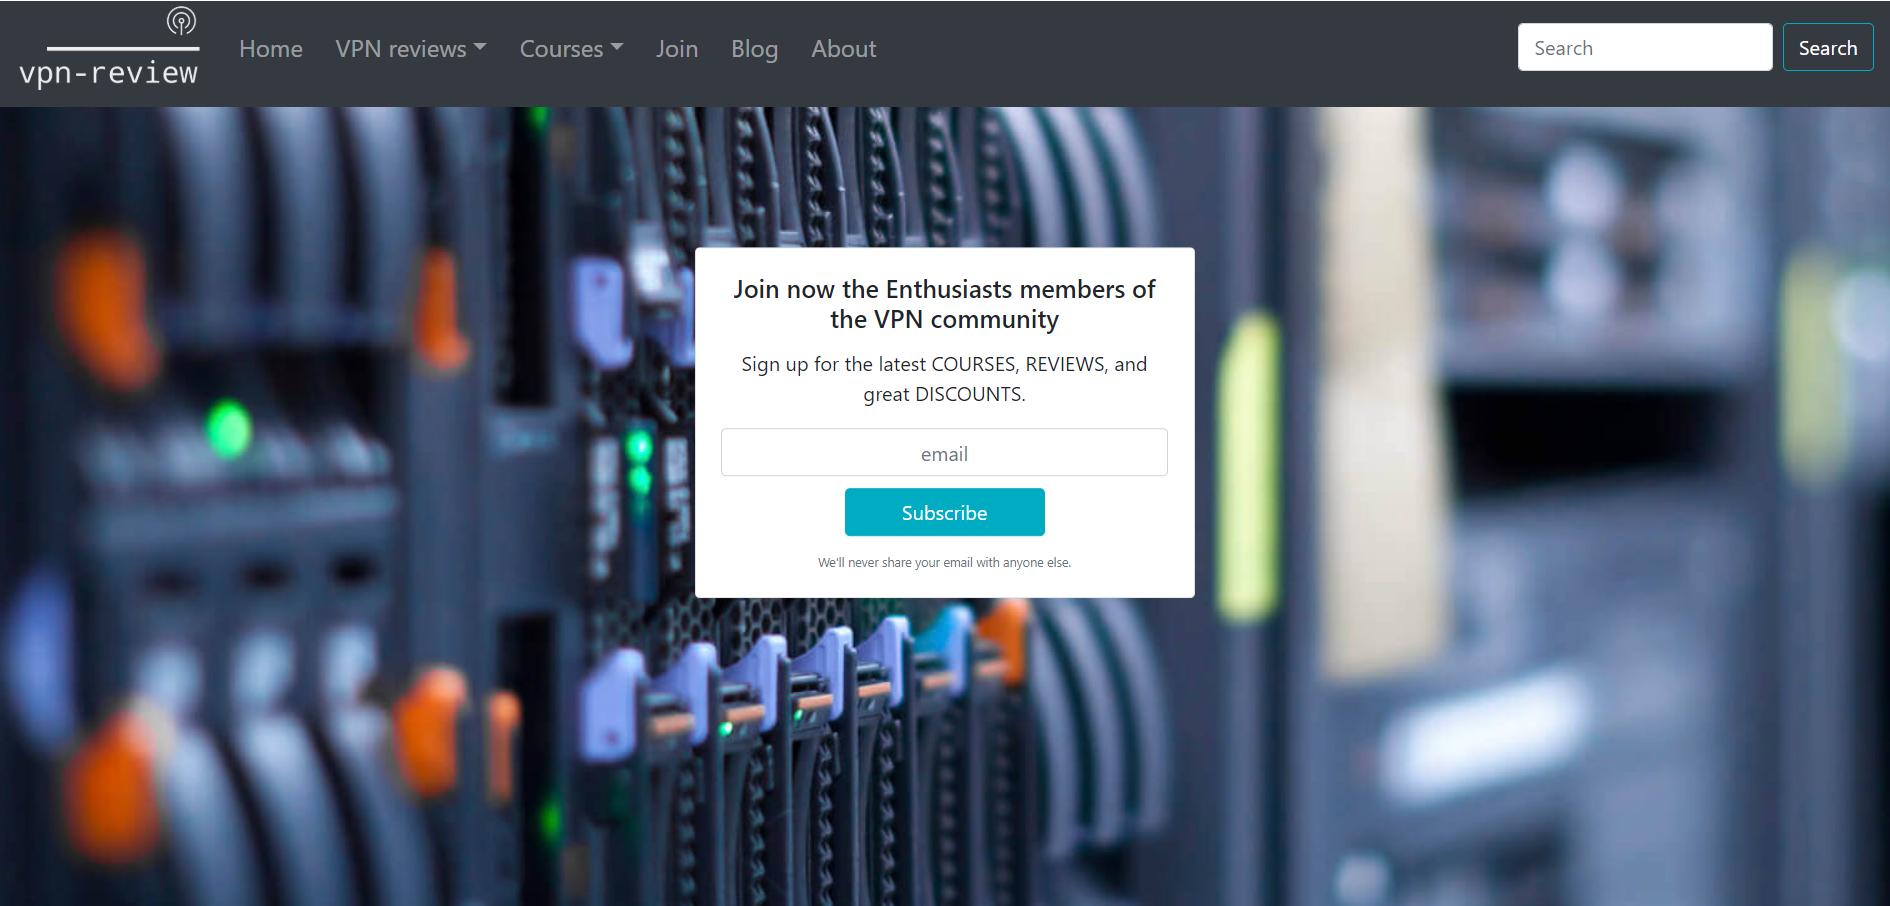 vpn-review
Home VPN reviews Courses Join Blog About
Search Search
Join now the Enthusiasts members of
the VPN community
Sign up for the latest COURSES, REVIEWS, and
great DISCOUNTS.
email
Subscribe
We'll never share your email with anyone else.